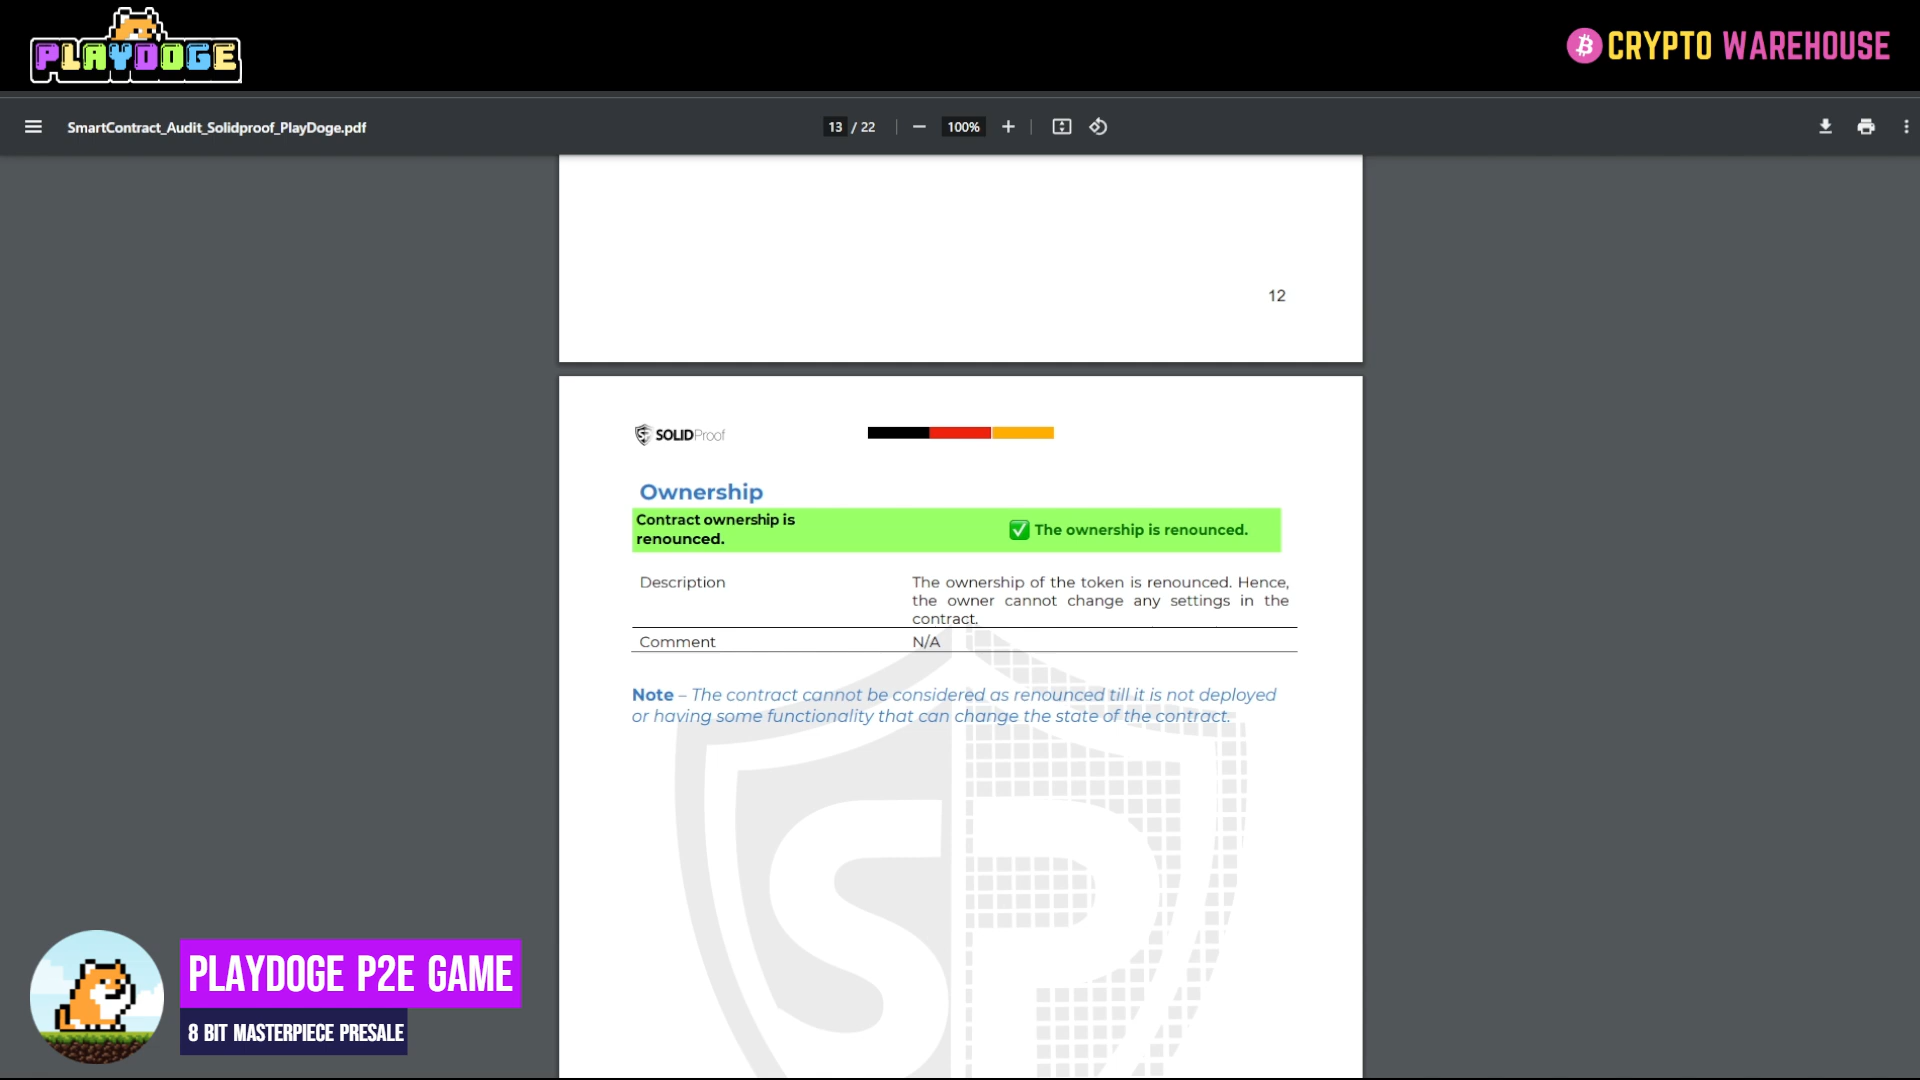 PLAYDOGE
CRYPTO WAREHOUSE
SmartContract_Audit_Solidproof_PlayDoge.pdf
13 / 22
100%
12
SOLIDProof
Ownership
Contract ownership is
renounced.
✅ The ownership is renounced.
Description
The ownership of the token is renounced. Hence,
the owner cannot change any settings in the
contract.
Comment
N/A
Note – The contract cannot be considered as renounced till it is not deployed
or having some functionality that can change the state of the contract.
SP
PLAYDOGE P2E GAME
8 BIT MASTERPIECE PRESALE